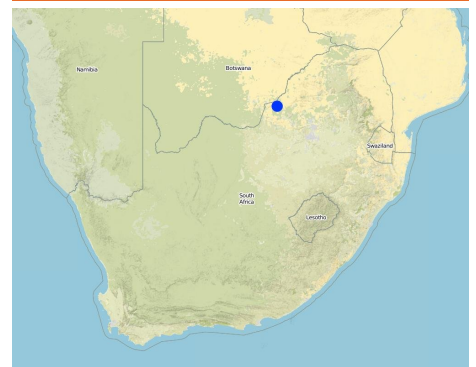 Namibia
Botswana
Swaziland
South
Africa
Lesotho